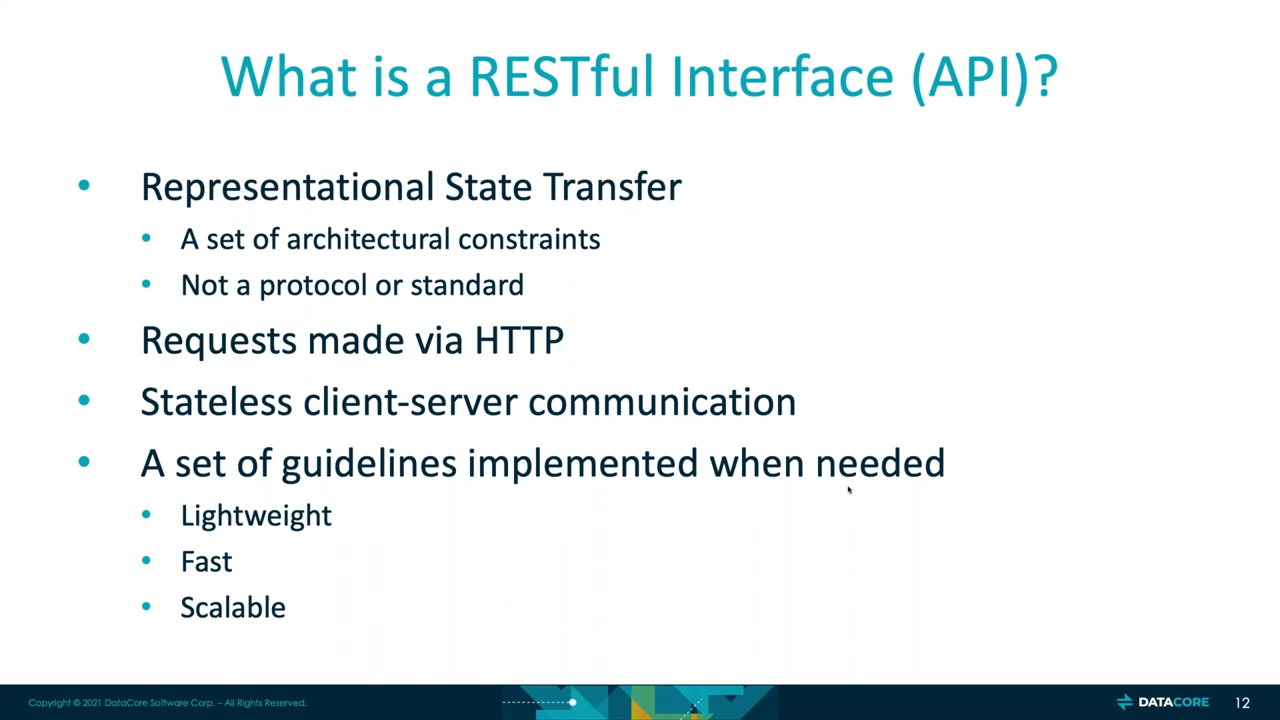 What is a RESTful Interface (API)?
• Representational State Transfer
• A set of architectural constraints
• Not a protocol or standard
• Requests made via HTTP
• Stateless client-server communication
• A set of guidelines implemented when needed
• Lightweight
• Fast
• Scalable
Copyright © 2021 DataCore Software Corp. – All Rights Reserved.
DATACORE
12